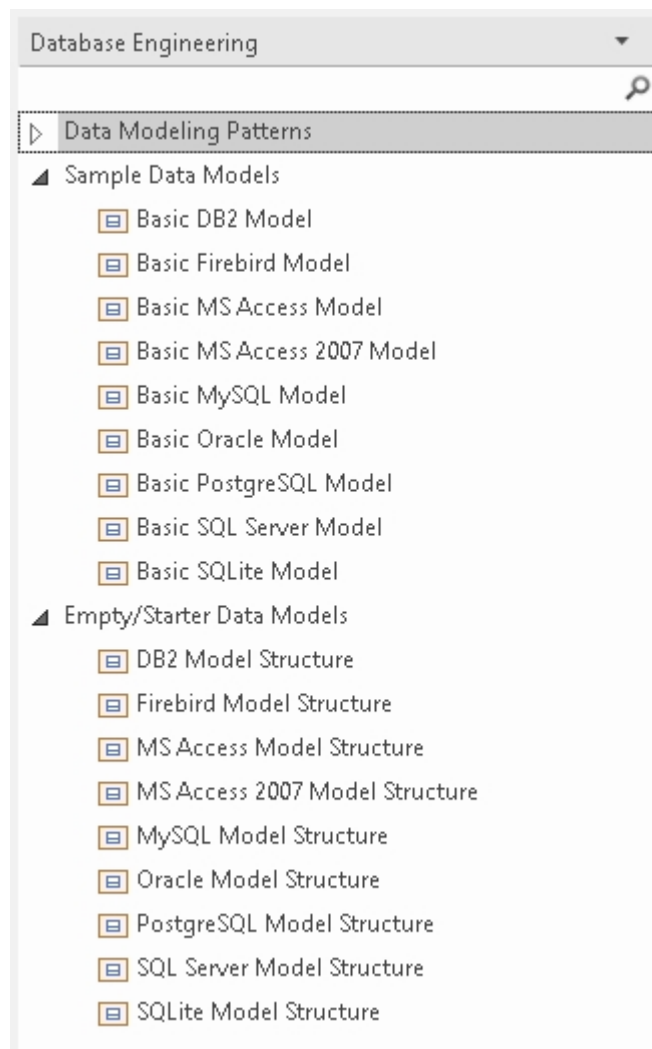 Database Engineering
Data Modeling Patterns
Sample Data Models
Basic DB2 Model
Basic Firebird Model
Basic MS Access Model
Basic MS Access 2007 Model
Basic MySQL Model
Basic Oracle Model
Basic PostgreSQL Model
Basic SQL Server Model
Basic SQLite Model
Empty/Starter Data Models
DB2 Model Structure
Firebird Model Structure
MS Access Model Structure
MS Access 2007 Model Structure
MySQL Model Structure
Oracle Model Structure
PostgreSQL Model Structure
SQL Server Model Structure
SQLite Model Structure